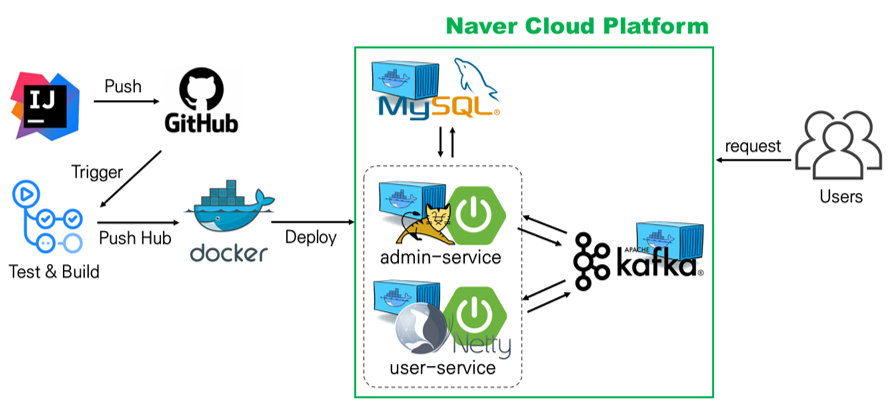 Naver Cloud Platform
IJ
Push
GitHub
MySQL®
request
Users
Trigger
Test & Build
Push Hub
docker
Deploy
admin-service
APACHE
kafka®
Netty
user-service